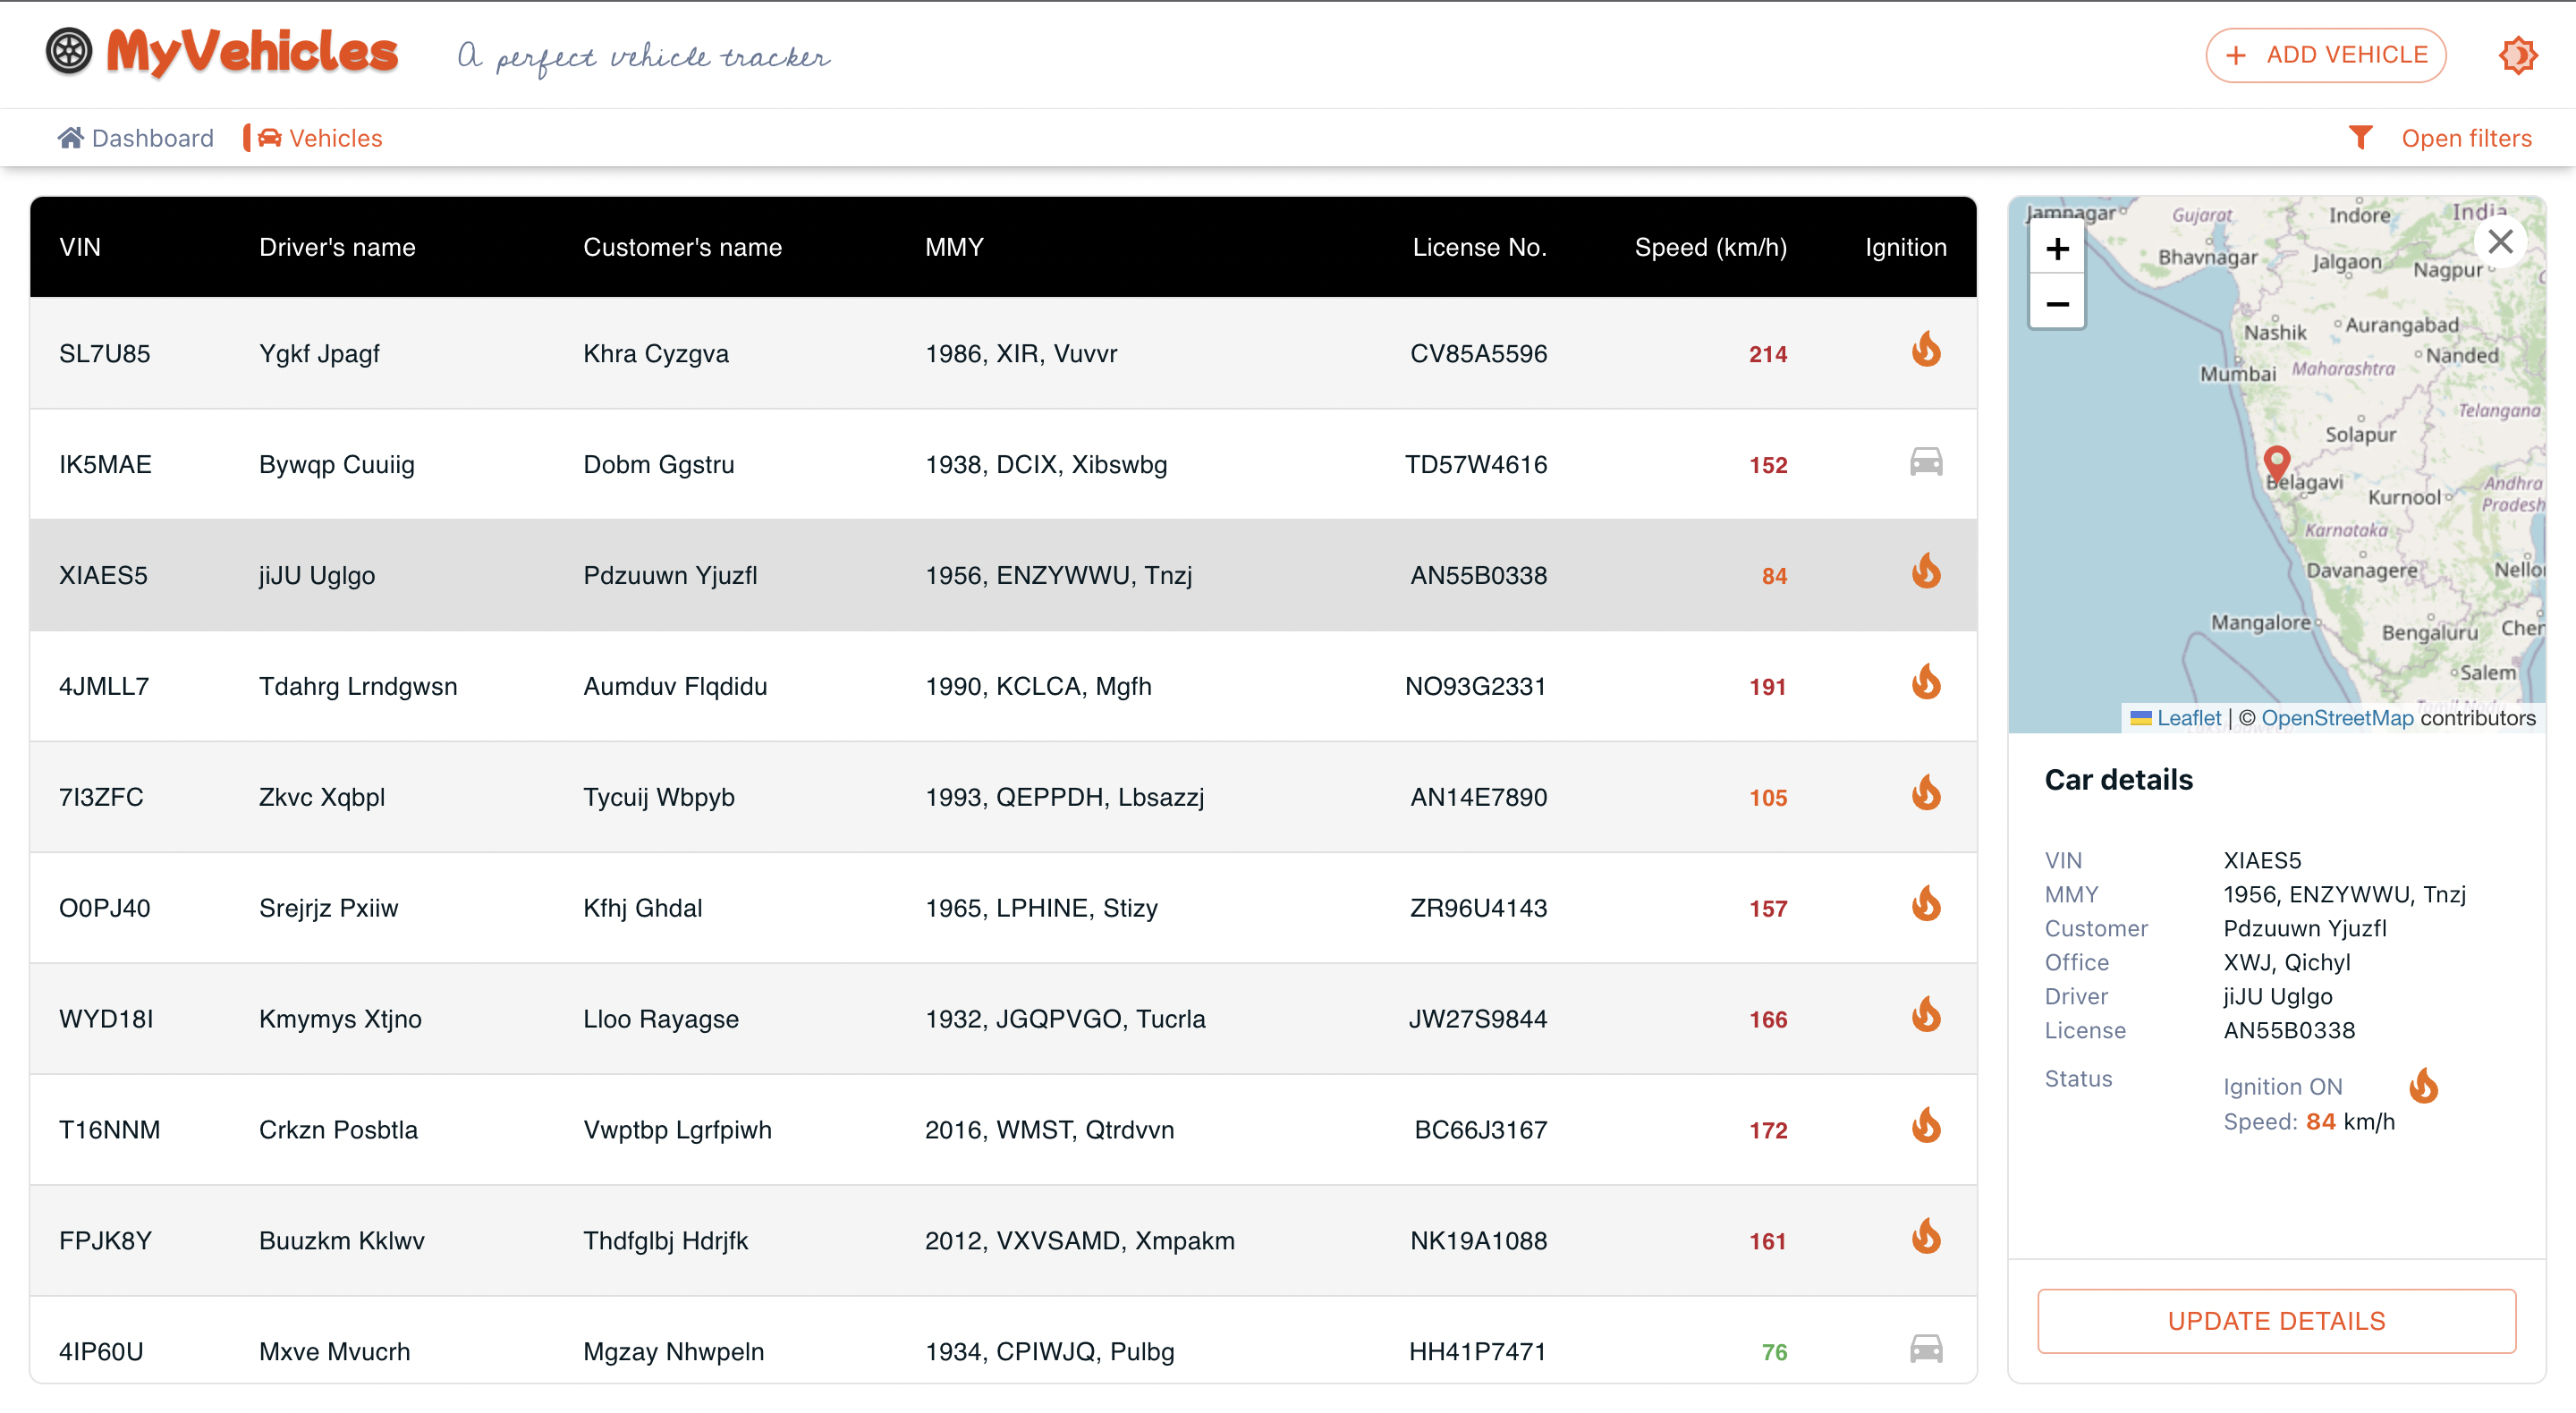 MyVehicles
A perfect vehicle tracker
+ ADD VEHICLE
Dashboard
Vehicles
Open filters
VIN Driver's name Customer's name MMY License No. Speed (km/h) Ignition
SL7U85 Ygkf Jpagf Khra Cyzgva 1986, XIR, Vuvvr CV85A5596 214
IK5MAE Bywqp Cuuiig Dobm Ggstru 1938, DCIX, Xibswbg TD57W4616 152
XIAES5 jiJU Uglgo Pdzuuwn Yjuzfl 1956, ENZYWWU, Tnzj AN55B0338 84
4JMLL7 Tdahrg Lrndgwsn Aumduv Flqdidu 1990, KCLCA, Mgfh NO93G2331 191
7I3ZFC Zkvc Xqbpl Tycuij Wbpyb 1993, QEPPDH, Lbsazzj AN14E7890 105
O0PJ40 Srejrjz Pxiiw Kfhj Ghdal 1965, LPHINE, Stizy ZR96U4143 157
WYD18I Kmymys Xtjno Lloo Rayagse 1932, JGQPVGO, Tucrla JW27S9844 166
T16NNM Crkzn Posbtla Vwptbp Lgrfpiwh 2016, WMST, Qtrdvvn BC66J3167 172
FPJK8Y Buuzkm Kklwv Thdfglbj Hdrjfk 2012, VXVSAMD, Xmpakm NK19A1088 161
4IP60U Mxve Mvucrh Mgzay Nhwpeln 1934, CPIWJQ, Pulbg HH41P7471 76
Jamnagar Gujarat Indore India
+
−
Bhavnagar Jalgaon Nagpur
Nashik Aurangabad
Nanded
Mumbai Maharashtra
Telangana
Solapur
Belagavi Kurnool Andhra
Pradesh
Karnataka
Davanagere Nello
Mangalore Bengaluru Chen
Salem
Leaflet | © OpenStreetMap contributors
Car details
VIN XIAES5
MMY 1956, ENZYWWU, Tnzj
Customer Pdzuuwn Yjuzfl
Office XWJ, Qichyl
Driver jiJU Uglgo
License AN55B0338
Status Ignition ON
Speed: 84 km/h
UPDATE DETAILS